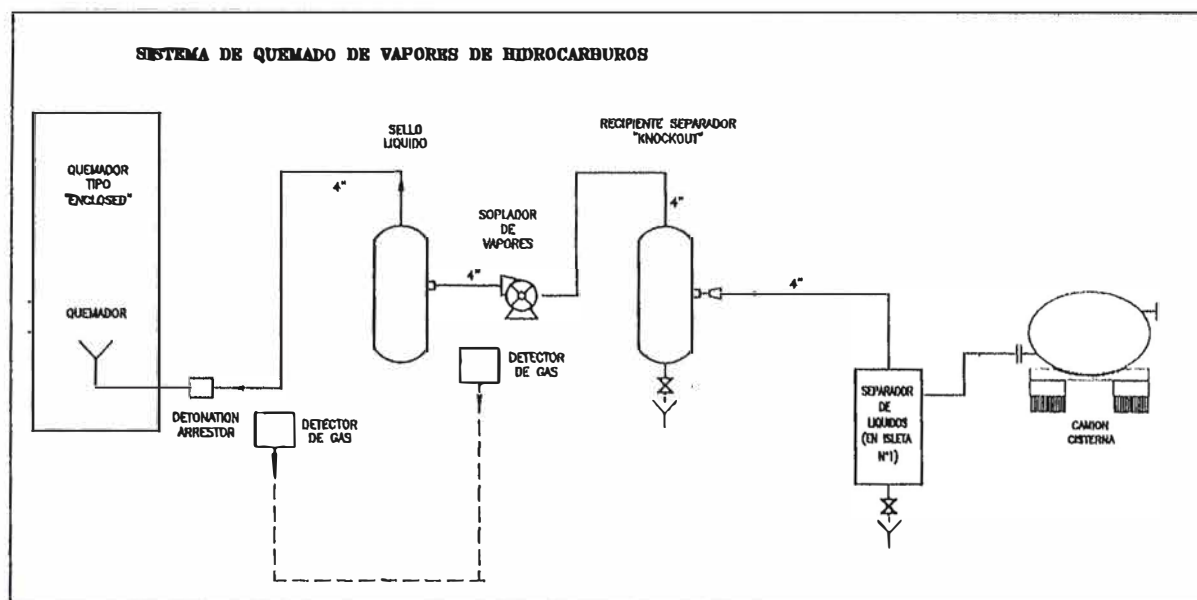 SISTEMA DE QUEMADO DE VAPORES DE HIDROCARBUROS
QUEMADOR
TIPO
"ENCLOSED"
QUEMADOR
4"
SELLO
LIQUIDO
SOPLADOR
DE
VAPORES
4"
RECIPIENTE SEPARADOR
"KNOCKOUT"
4"
4"
DETONATION
ARRESTOR
DETECTOR
DE GAS
DETECTOR
DE GAS
SEPARADOR
DE
LIQUIDOS
(EN ISLETA
N°1)
CAMION
CISTERNA